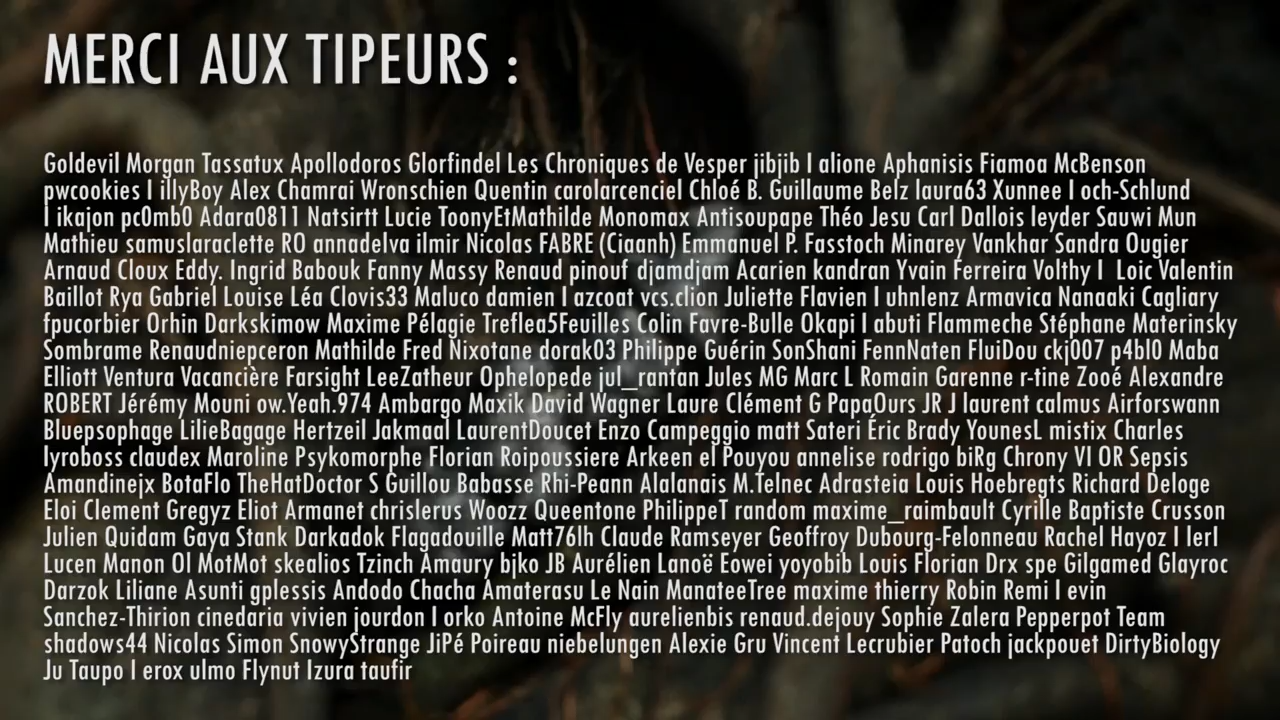 MERCI AUX TIPEURS :
Goldevil Morgan Tassatux Apollodoros Glorfindel Les Chroniques de Vesper jibjib I alione Aphanisis Fiamoa McBenson
pwcookies I illyBoy Alex Chamrai Wronschien Quentin carolarcenciel Chloé B. Guillaume Belz laura63 Xunnee I och-Schlund
I ikajon pc0mb0 Adara0811 Natsirtt Lucie ToonyEtMathilde Monomax Antisoupape Théo Jesu Carl Dallois leyder Sauwi Mun
Mathieu samuslaraclette RO annadelva ilmir Nicolas FABRE (Ciaanh) Emmanuel P. Fasstoch Minarey Vankhar Sandra Ougier
Arnaud Cloux Eddy. Ingrid Babouk Fanny Massy Renaud pinouf djamdjam Acarien kandran Yvain Ferreira Volthy I Loic Valentin
Baillot Rya Gabriel Louise Léa Clovis33 Maluco damien I azcoat vcs.clion Juliette Flavien I uhnlenz Armavica Nanaaki Cagliary
fpucorbier Orhin Darkskimow Maxime Pélagie Treflea5Feuilles Colin Favre-Bulle Okapi I abuti Flammeche Stéphane Materinsky
Sombrame Renaudniepceron Mathilde Fred Nixotane dorak03 Philippe Guérin SonShani FennNaten FluiDou ckj007 p4bl0 Maba
Elliott Ventura Vacancière Farsight LeeZatheur Ophelopede jul_rantan Jules MG Marc L Romain Garenne r-tine Zooé Alexandre
ROBERT Jérémy Mouni ow.Yeah.974 Ambargo Maxik David Wagner Laure Clément G PapaOurs JR J laurent calmus Airforswann
Bluepsophage LilieBagage Hertzeil Jakmaal LaurentDoucet Enzo Campeggio matt Sateri Éric Brady YounesL mistix Charles
lyroboss claudex Maroline Psykomorphe Florian Roipoussiere Arkeen el Pouyou annelise rodrigo biRg Chrony VI OR Sepsis
Amandinejx BotaFlo TheHatDoctor S Guillou Babasse Rhi-Peann Alalanais M.Telnec Adrasteia Louis Hoebregts Richard Deloge
Eloi Clement Gregyz Eliot Armanet chrislerus Woozz Queentone PhilippeT random maxime_raimbault Cyrille Baptiste Crusson
Julien Quidam Gaya Stank Darkadok Flagadouille Matt76lh Claude Ramseyer Geoffroy Dubourg-Felonneau Rachel Hayoz I lerI
Lucen Manon Ol MotMot skealios Tzinch Amaury bjko JB Aurélien Lanoë Eowei yoyobib Louis Florian Drx spe Gilgamed Glayroc
Darzok Liliane Asunti gplessis Andodo Chacha Amaterasu Le Nain ManateeTree maxime thierry Robin Remi I evin
Sanchez-Thirion cinedaria vivien jourdon I orko Antoine McFly aurelienbis renaud.dejouy Sophie Zalera Pepperpot Team
shadows44 Nicolas Simon SnowyStrange JiPé Poireau niebelungen Alexie Gru Vincent Lecrubier Patoch jackpouet DirtyBiology
Ju Taupo I erox ulmo Flynut Izura taufir